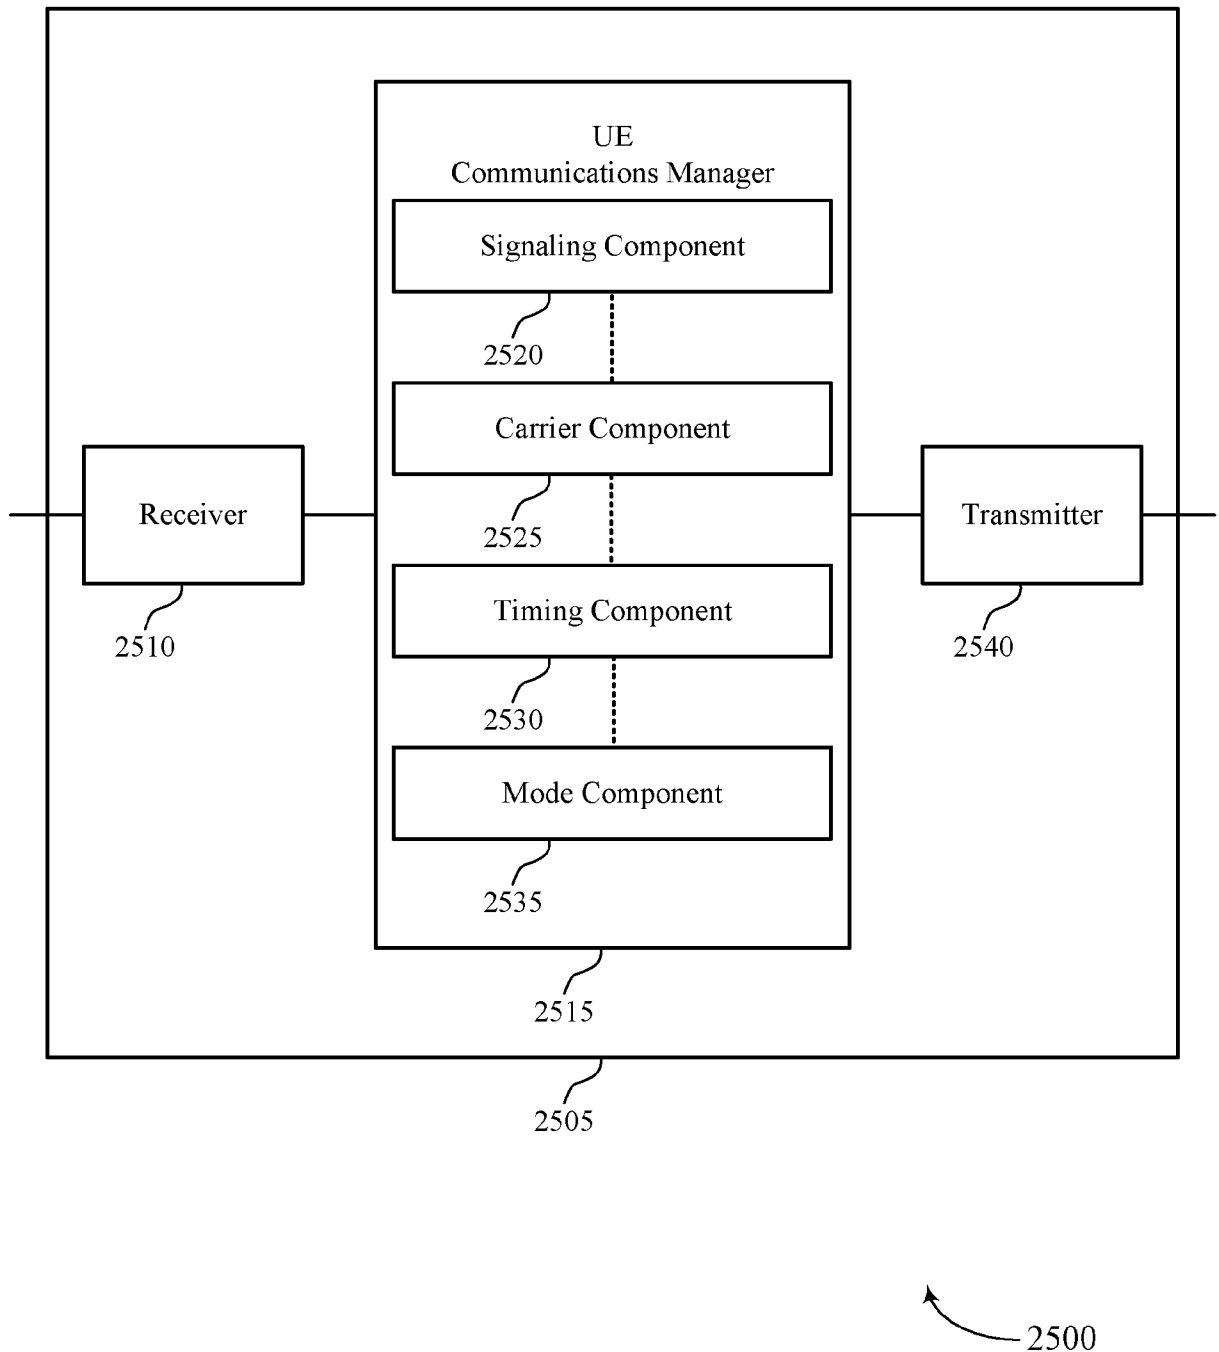 UE
Communications Manager
Signaling Component
2520
Carrier Component
2525
Receiver
2510
Timing Component
2530
Transmitter
2540
Mode Component
2535
2515
2505
2500